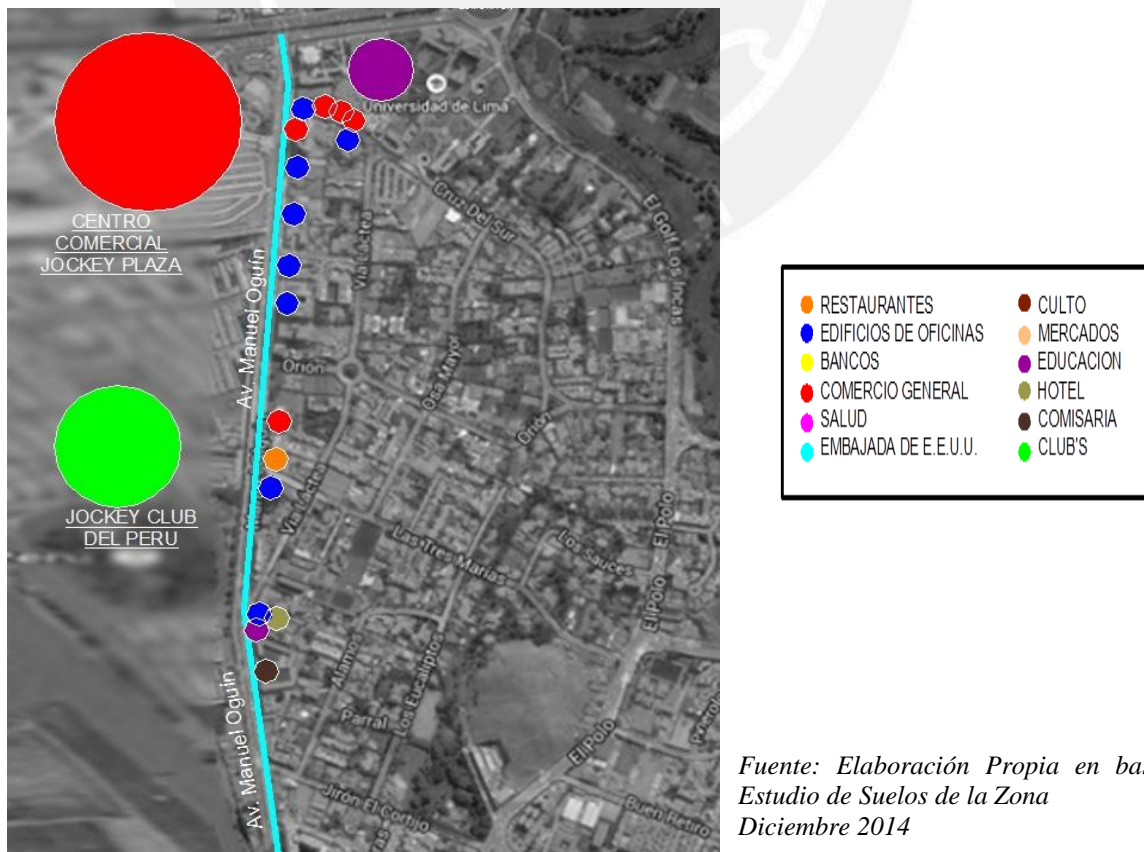 Universidad de Lima
CENTRO
COMERCIAL
JOCKEY PLAZA
Cruz Del Sur
El Golf Los Incas
Vía Láctea
Av. Manuel Oguín
Orión
Osa Mayor
Orión
JOCKEY CLUB
DEL PERU
Vía Láctea
Las Tres Marías
Los Sauces
El Polo
El Polo
Alamos
Los Eucaliptos
Av. Manuel Oguín
Parral
El Polo
Jirón El Cortijo
Buen Retiro
RESTAURANTES
EDIFICIOS DE OFICINAS
BANCOS
COMERCIO GENERAL
SALUD
EMBAJADA DE E.E.U.U.
CULTO
MERCADOS
EDUCACION
HOTEL
COMISARIA
CLUB'S
Fuente: Elaboración Propia en ba
Estudio de Suelos de la Zona
Diciembre 2014